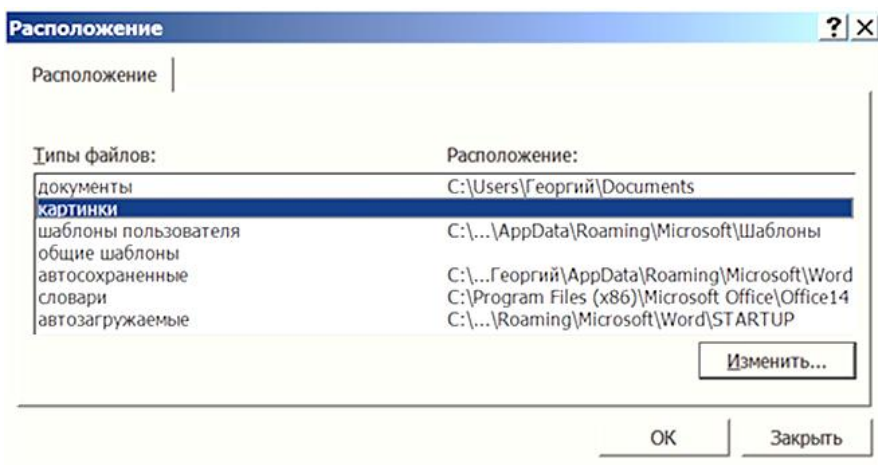 Расположение ? ×
Расположение
Типы файлов: Расположение:
документы C:\Users\Георгий\Documents
картинки
шаблоны пользователя C:\...\AppData\Roaming\Microsoft\Шаблоны
общие шаблоны
автосохраненные C:\...Георгий\AppData\Roaming\Microsoft\Word
словари C:\Program Files (x86)\Microsoft Office\Office14
автозагружаемые C:\...\Roaming\Microsoft\Word\STARTUP
Изменить...
ОК Закрыть